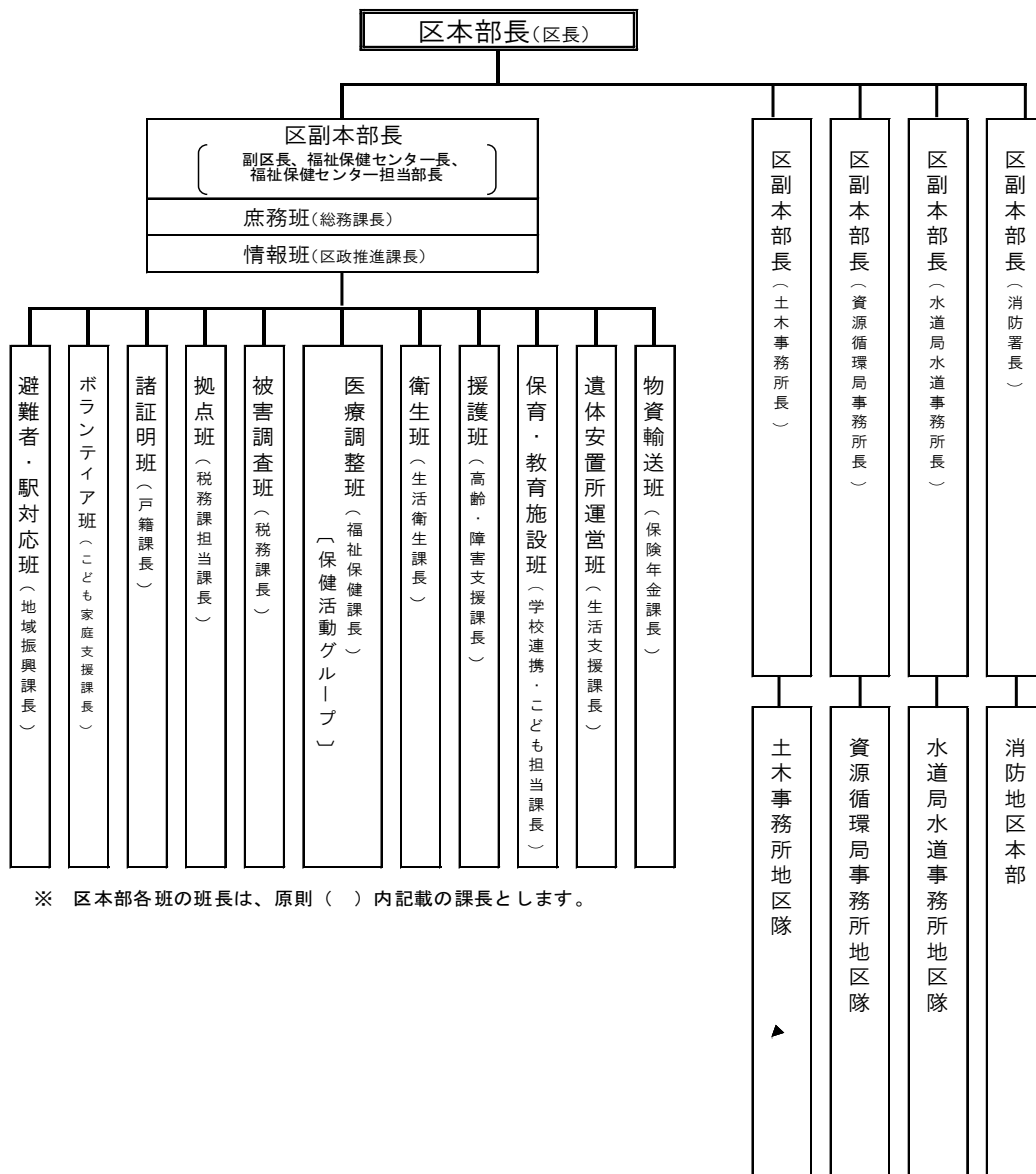 区本部長(区長)
区副本部長
副区長、福祉保健センター長、
福祉保健センター担当部長
庶務班(総務課長)
情報班(区政推進課長)
避難者・駅対応班(地域振興課長)
ボランティア班(こども家庭支援課長)
諸証明班(戸籍課長)
拠点班(税務課担当課長)
被害調査班(税務課長)
医療調整班(福祉保健課長)
〔保健活動グループ〕
衛生班(生活衛生課長)
援護班(高齢・障害支援課長)
保育・教育施設班(学校連携・こども担当課長)
遺体安置所運営班(生活支援課長)
物資輸送班(保険年金課長)
区副本部長(土木事務所長)
区副本部長(資源循環局事務所長)
区副本部長(水道局水道事務所長)
区副本部長(消防署長)
土木事務所地区隊
資源循環局事務所地区隊
水道局水道事務所地区隊
消防地区本部
※ 区本部各班の班長は、原則( )内記載の課長とします。